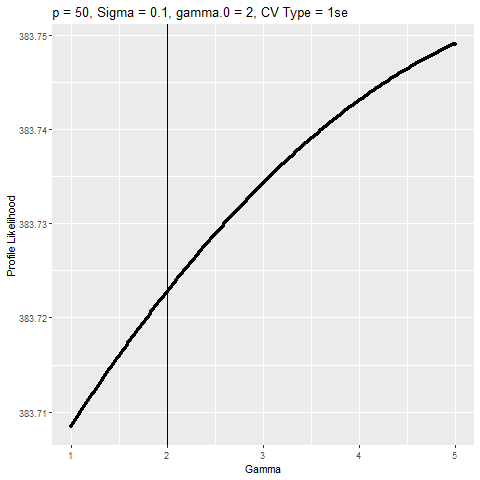 p = 50, Sigma = 0.1, gamma.0 = 2, CV Type = 1se
383.75
383.74
383.73
383.72
383.71
Profile Likelihood
1 2 3 4 5
Gamma